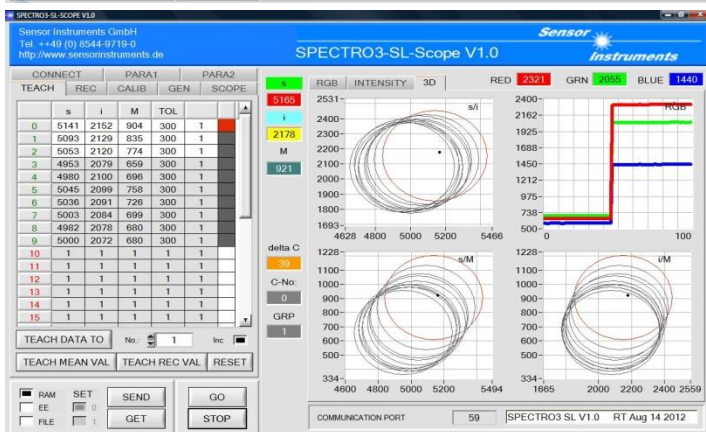 SPECTRO3-SL-SCOPE V1.0
Sensor Instruments GmbH
Tel. ++49 (0) 8544-9719-0
http://www.sensorinstruments.de
SPECTRO3-SL-Scope V1.0
Sensor
Instruments
CONNECT PARA1 PARA2
TEACH REC CALIB GEN SCOPE
s i M TOL
0 5141 2152 904 300 1
1 5093 2129 835 300 1
2 5053 2120 774 300 1
3 4953 2079 659 300 1
4 4980 2100 696 300 1
5 5045 2099 758 300 1
6 5036 2091 726 300 1
7 5003 2084 699 300 1
8 4982 2078 680 300 1
9 5000 2072 680 300 1
10 1 1 1 1 1
11 1 1 1 1 1
12 1 1 1 1 1
13 1 1 1 1 1
14 1 1 1 1 1
15 1 1 1 1 1
TEACH DATA TO No.: 1 Inc
TEACH MEAN VAL TEACH REC VAL RESET
RAM SET SEND GO
EE 0
FILE 1 GET STOP
s
5165
i
2178
M
921
delta C
39
C-No:
0
GRP
1
RGB INTENSITY 3D
RED 2321 GRN 2055 BLUE 1440
s/i
2531
2400
2300
2200
2100
2000
1900
1800
1693
4628 4800 5000 5200 5466
RGB
2400
2162
1925
1688
1450
1212
975
738
500
0 100
s/M
1228
1100
1000
900
800
700
600
500
334
4600 4800 5000 5200 5438
i/M
1228
1100
1000
900
800
700
600
500
334
1665 2000 2200 2400 2559
COMMUNICATION PORT 59 SPECTRO3 SL V1.0 RT Aug 14 2012